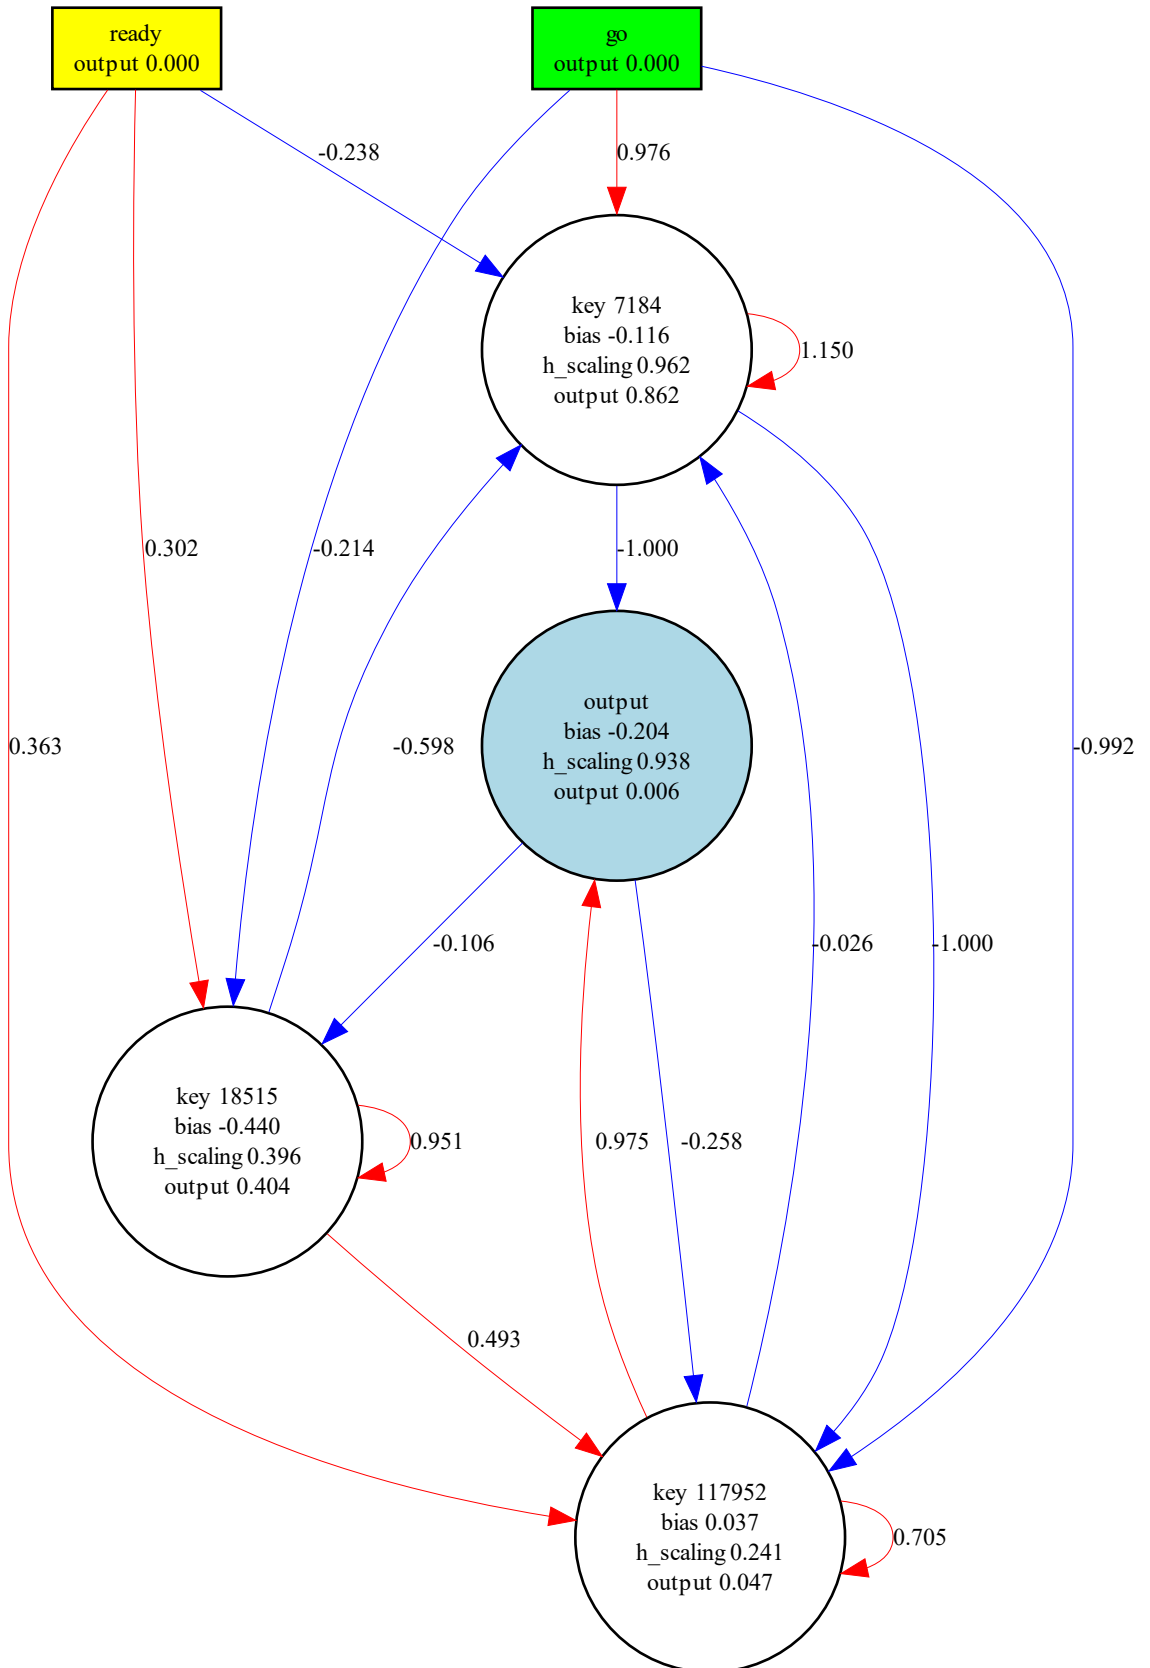 ready
output 0.000
go
output 0.000
-0.238
0.976
key 7184
bias -0.116
h_scaling 0.962
output 0.862
1.150
0.302
-0.214
-1.000
output
bias -0.204
h_scaling 0.938
output 0.006
0.363
-0.598
-0.992
-0.106
-0.026
-1.000
key 18515
bias -0.440
h_scaling 0.396
output 0.404
0.951
0.975
-0.258
0.493
key 117952
bias 0.037
h_scaling 0.241
output 0.047
0.705